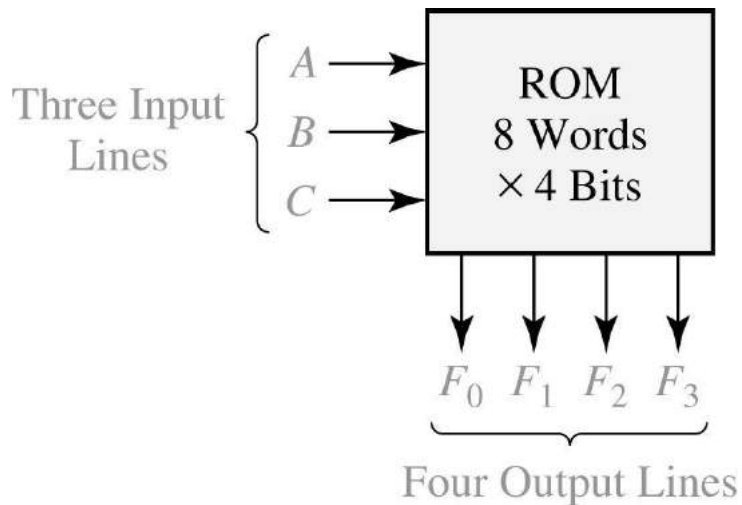 Three Input
Lines
A
B
C
ROM
8 Words
× 4 Bits
F₀ F₁ F₂ F₃
Four Output Lines